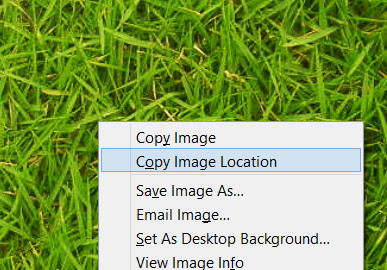 Copy Image
Copy Image Location
Save Image As...
Email Image...
Set As Desktop Background...
View Image Info